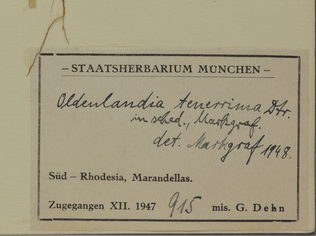 – STAATSHERBARIUM MÜNCHEN –
Oldenlandia tenerrima Dtr.
in sched., Markgraf.
det. Markgraf 1948.
Süd – Rhodesia, Marandellas.
Zugegangen XII. 1947 915 mis. G. Dehn